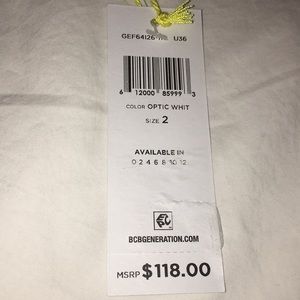 GEF64I26 U36
6 12000 85999 3
COLOR OPTIC WHIT
SIZE 2
AVAILABLE IN
0 2 4 6 8 10 12
BCBGENERATION.COM
MSRP $118.00